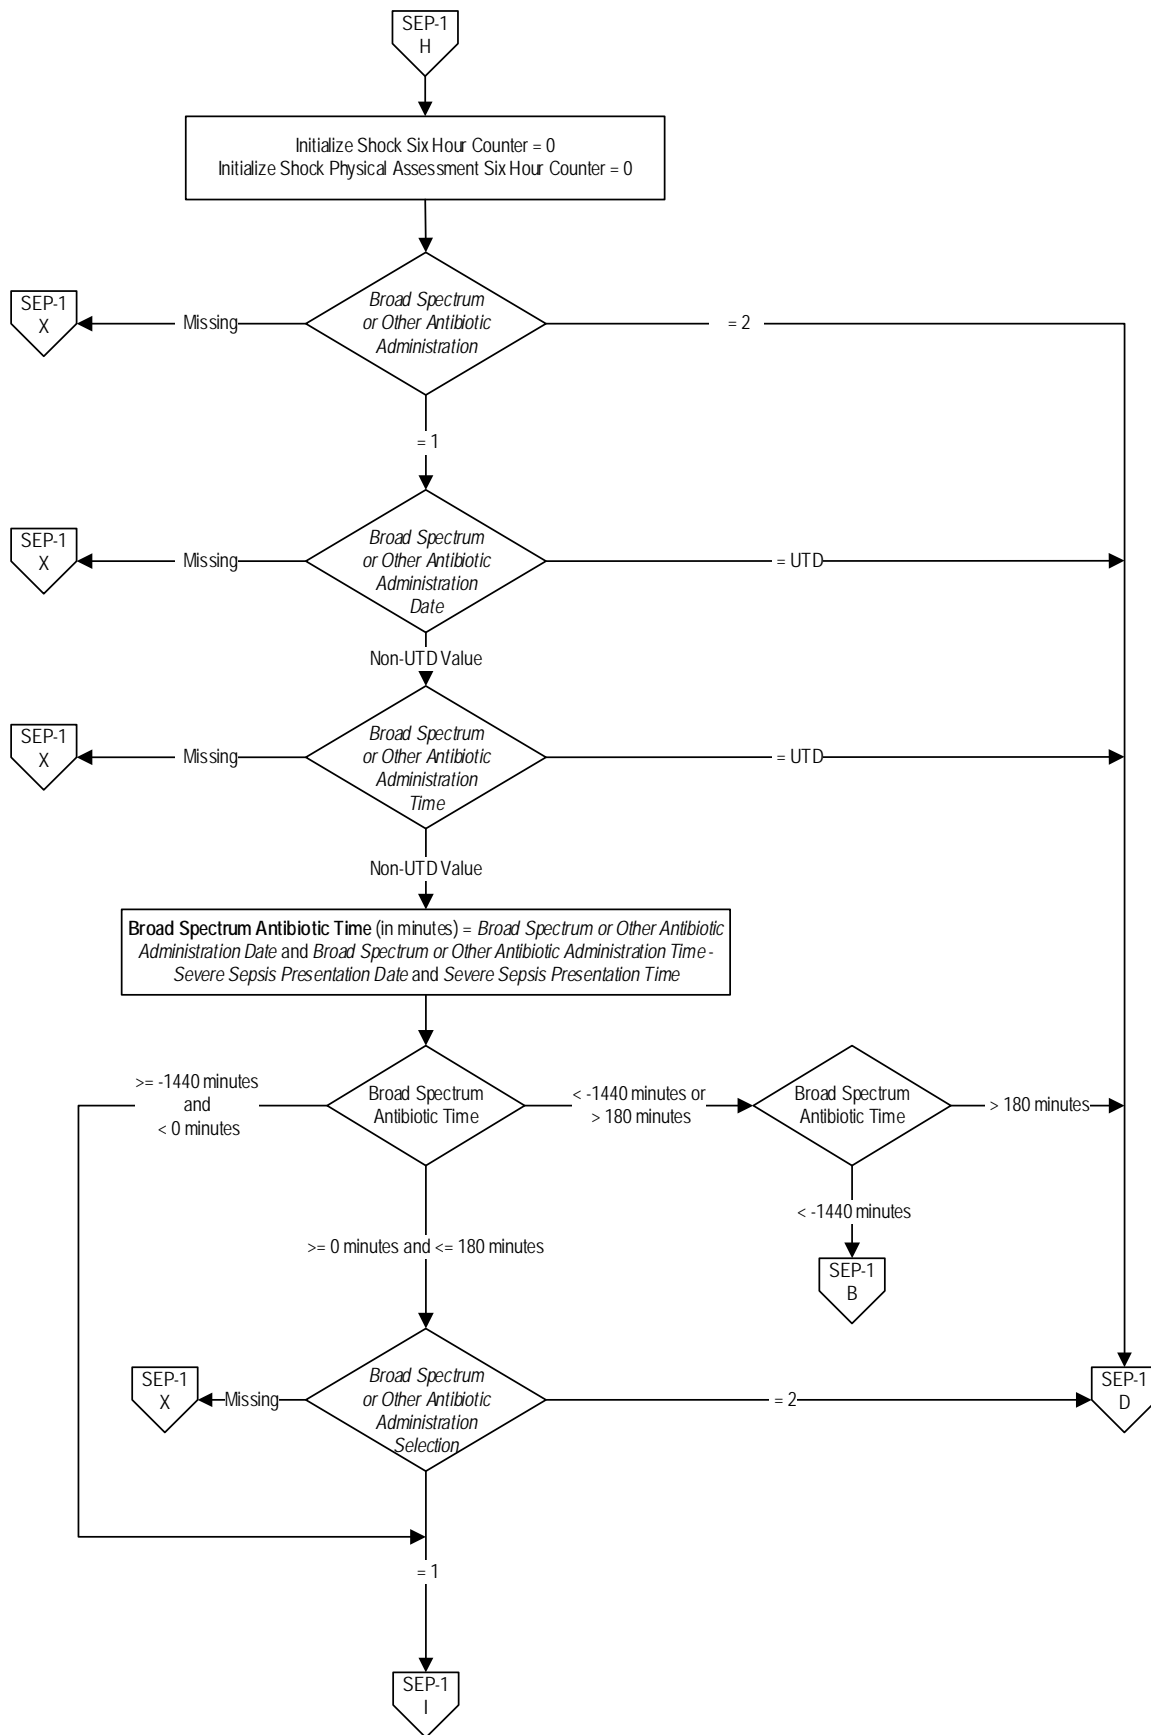 SEP-1
H
Initialize Shock Six Hour Counter = 0
Initialize Shock Physical Assessment Six Hour Counter = 0
Broad Spectrum
or Other Antibiotic
Administration
SEP-1
X
Missing
= 2
= 1
Broad Spectrum
or Other Antibiotic
Administration
Date
SEP-1
X
Missing
= UTD
Non-UTD Value
Broad Spectrum
or Other Antibiotic
Administration
Time
SEP-1
X
Missing
= UTD
Non-UTD Value
Broad Spectrum Antibiotic Time (in minutes) = Broad Spectrum or Other Antibiotic
Administration Date and Broad Spectrum or Other Antibiotic Administration Time -
Severe Sepsis Presentation Date and Severe Sepsis Presentation Time
>= -1440 minutes
and
< 0 minutes
Broad Spectrum
Antibiotic Time
< -1440 minutes or
> 180 minutes
Broad Spectrum
Antibiotic Time
> 180 minutes
< -1440 minutes
>= 0 minutes and <= 180 minutes
SEP-1
B
SEP-1
X
Missing
Broad Spectrum
or Other Antibiotic
Administration
Selection
= 2
SEP-1
D
= 1
SEP-1
I